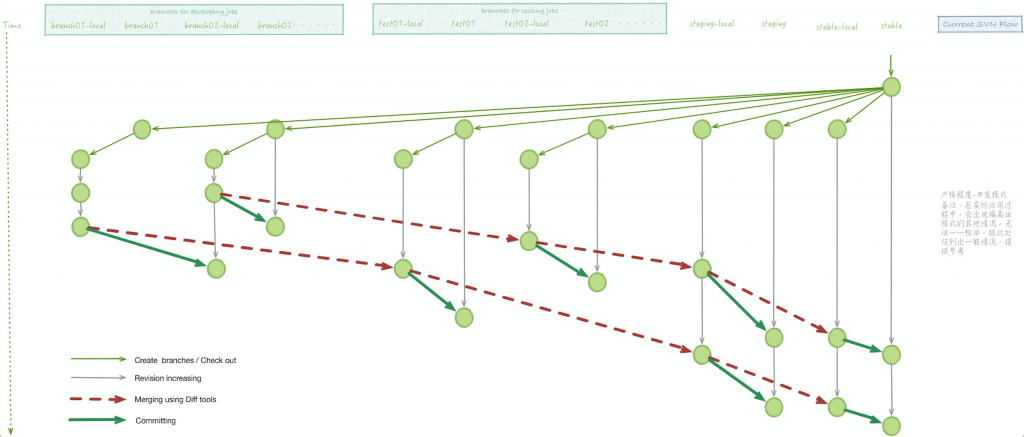 branches for developing jobs
branches for testing jobs
Time
branch01-local
branch01
branch02-local
branch02· · · · · · ·
test01-local
test01
test02-local
test02
· · · · · · ·
staging-local
staging
stable-local
stable
Current SVN Flow
严格程度-开发模式
备注：在实际应用过
程中，会出现偏离该
模式的其他情况，无
法一一枚举，故此处
仅列出一般情况，提
供参考
Create branches / Check out
Revision increasing
Merging using Diff tools
Committing